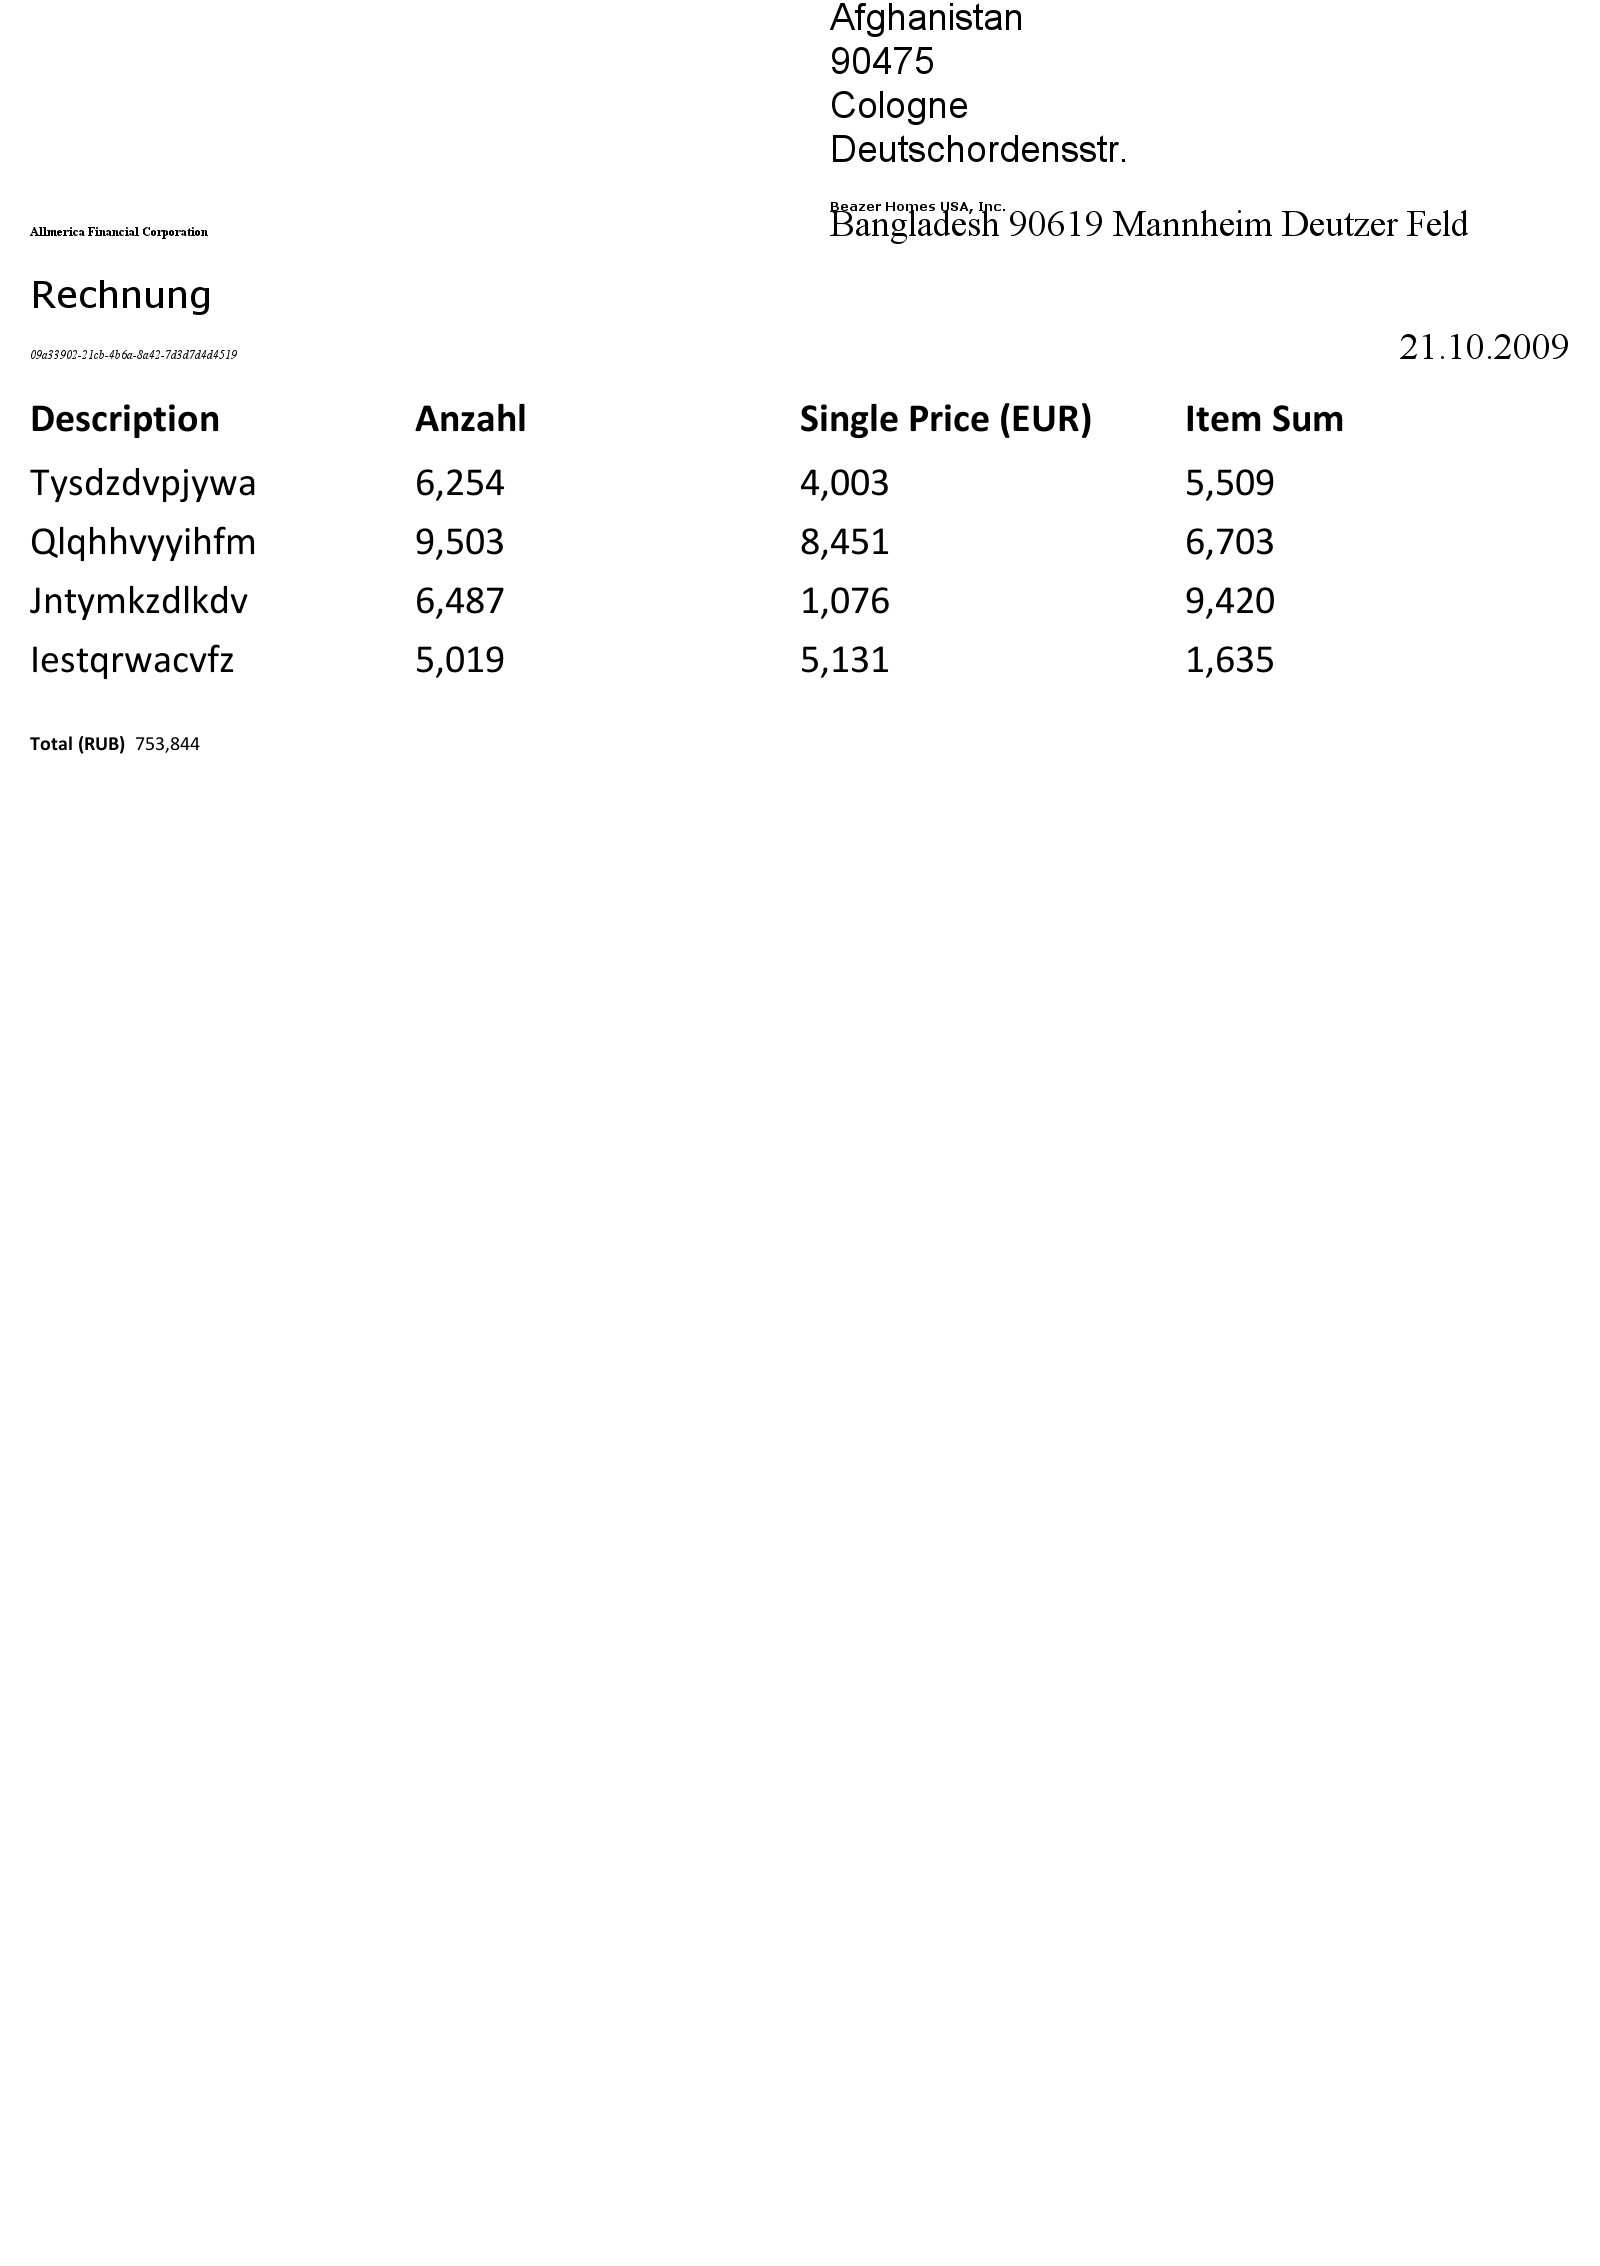 Afghanistan
90475
Cologne
Deutschordensstr.
Beazer Homes USA, Inc.
Bangladesh 90619 Mannheim Deutzer Feld
Allmerica Financial Corporation
Rechnung
09a33902-21cb-4b6a-8a42-7d3d7d4d4519
21.10.2009
Description Anzahl Single Price (EUR) Item Sum
Tysdzdvpjywa 6,254 4,003 5,509
Qlqhhvyyihfm 9,503 8,451 6,703
Jntymkzdlkdv 6,487 1,076 9,420
Iestqrwacvfz 5,019 5,131 1,635
Total (RUB) 753,844